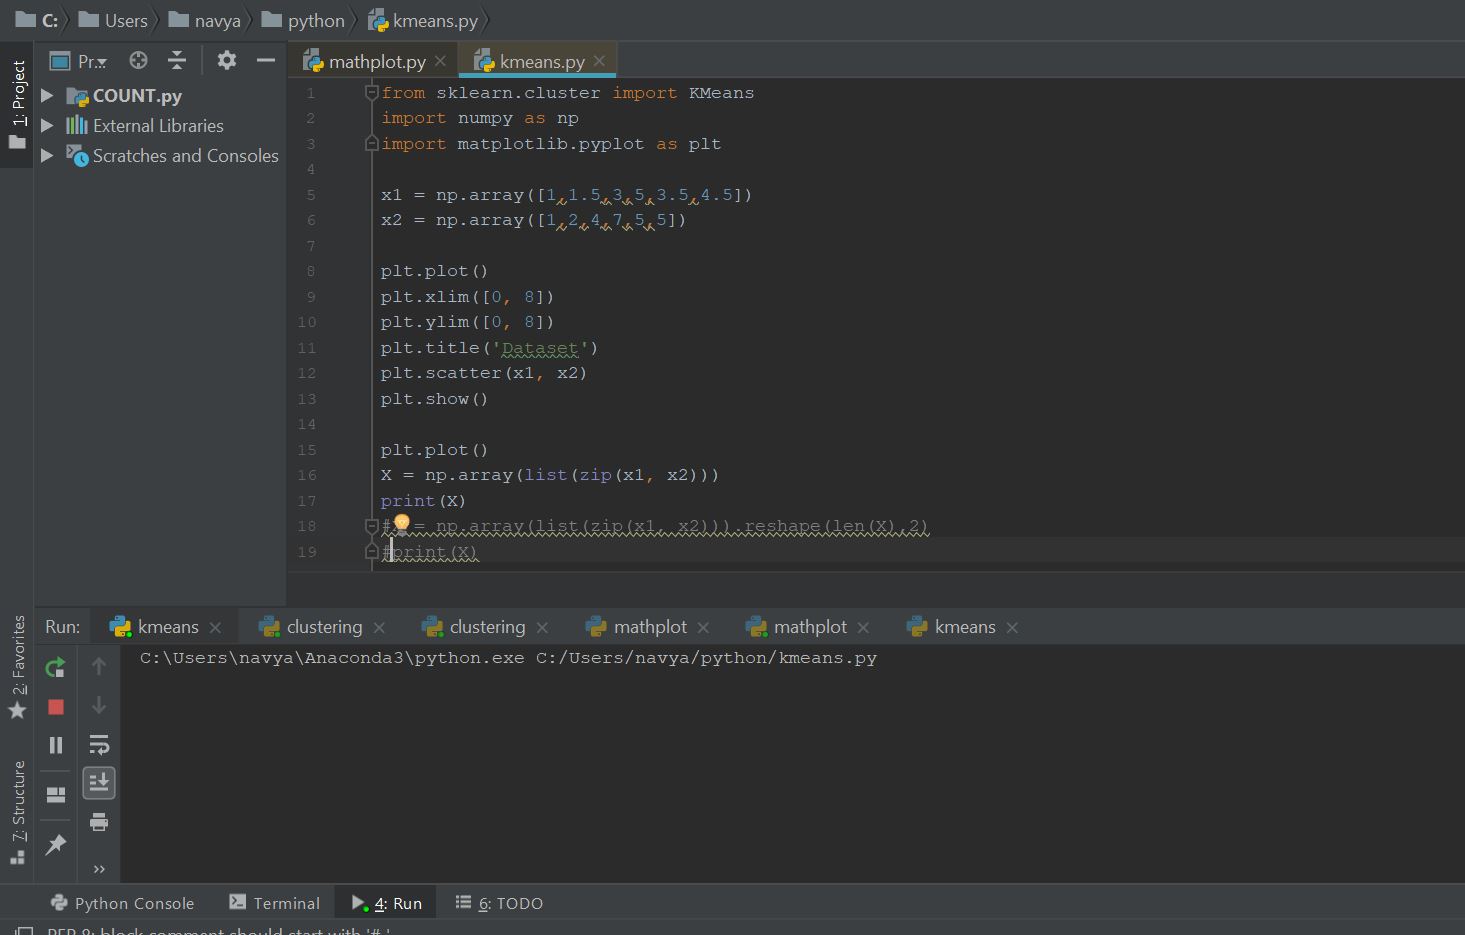 C: Users navya python kmeans.py
1: Project
Pr...
mathplot.py kmeans.py
COUNT.py
External Libraries
Scratches and Consoles
1 from sklearn.cluster import KMeans
2 import numpy as np
3 import matplotlib.pyplot as plt
4
5 x1 = np.array([1,1.5,3,5,3.5,4.5])
6 x2 = np.array([1,2,4,7,5,5])
7
8 plt.plot()
9 plt.xlim([0, 8])
10 plt.ylim([0, 8])
11 plt.title('Dataset')
12 plt.scatter(x1, x2)
13 plt.show()
14
15 plt.plot()
16 X = np.array(list(zip(x1, x2)))
17 print(X)
18 # = np.array(list(zip(x1, x2))).reshape(len(X),2)
19 #print(X)
2: Favorites
7: Structure
Run: kmeans clustering clustering mathplot mathplot kmeans
C:\Users\navya\Anaconda3\python.exe C:/Users/navya/python/kmeans.py
Python Console Terminal 4: Run 6: TODO
PEP 8: block comment should start with '# '